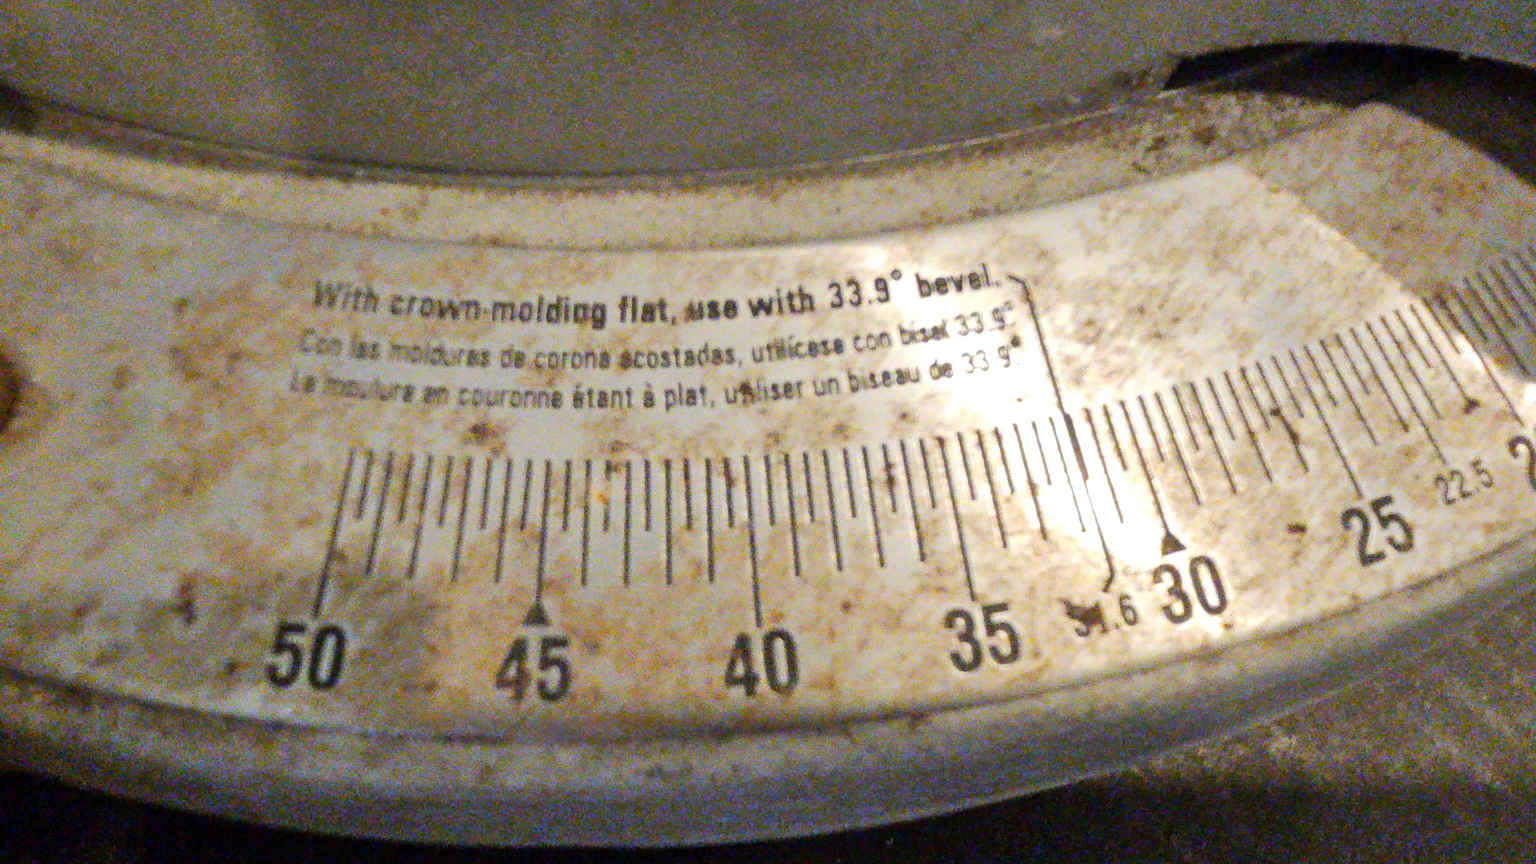 With crown-molding flat, use with 33.9° bevel.
Con las molduras de corona acostadas, utilícese con bisel 33.9°
La moulure en couronne étant à plat, utiliser un biseau de 33.9°
50 45 40 35 31.6 30 25 22.5